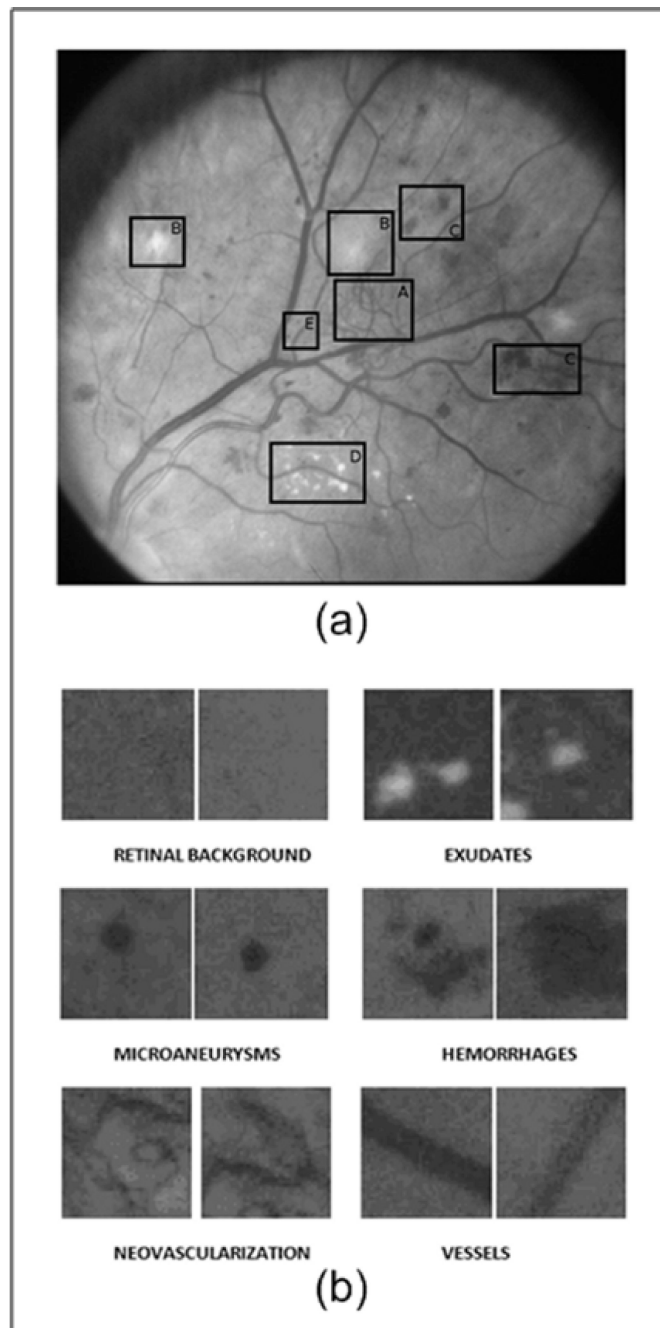 B
B
C
A
E
C
D
(a)
RETINAL BACKGROUND
EXUDATES
MICROANEURYSMS
HEMORRHAGES
NEOVASCULARIZATION
VESSELS
(b)